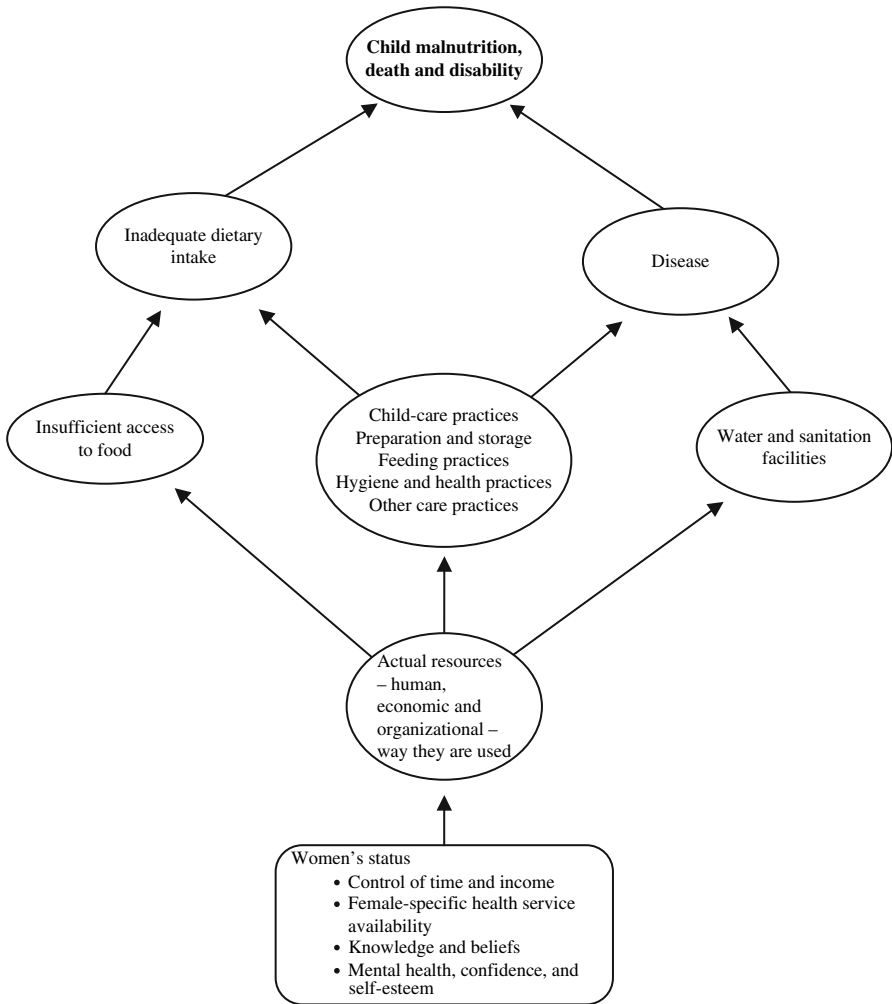 Child malnutrition,
death and disability
Inadequate dietary
intake
Disease
Insufficient access
to food
Child-care practices
Preparation and storage
Feeding practices
Hygiene and health practices
Other care practices
Water and sanitation
facilities
Actual resources
– human,
economic and
organizational –
way they are used
Women’s status
• Control of time and income
• Female-specific health service
availability
• Knowledge and beliefs
• Mental health, confidence, and
self-esteem